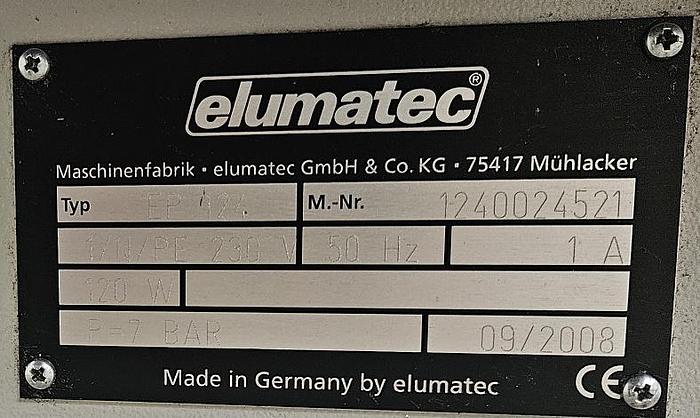 elumatec®
Maschinenfabrik · elumatec GmbH & Co. KG · 75417 Mühlacker
Typ EP 124 M.-Nr. 1240024521
1/N/PE 230 V 50 Hz 1 A
120 W
P=7 BAR 09/2008
Made in Germany by elumatec CE